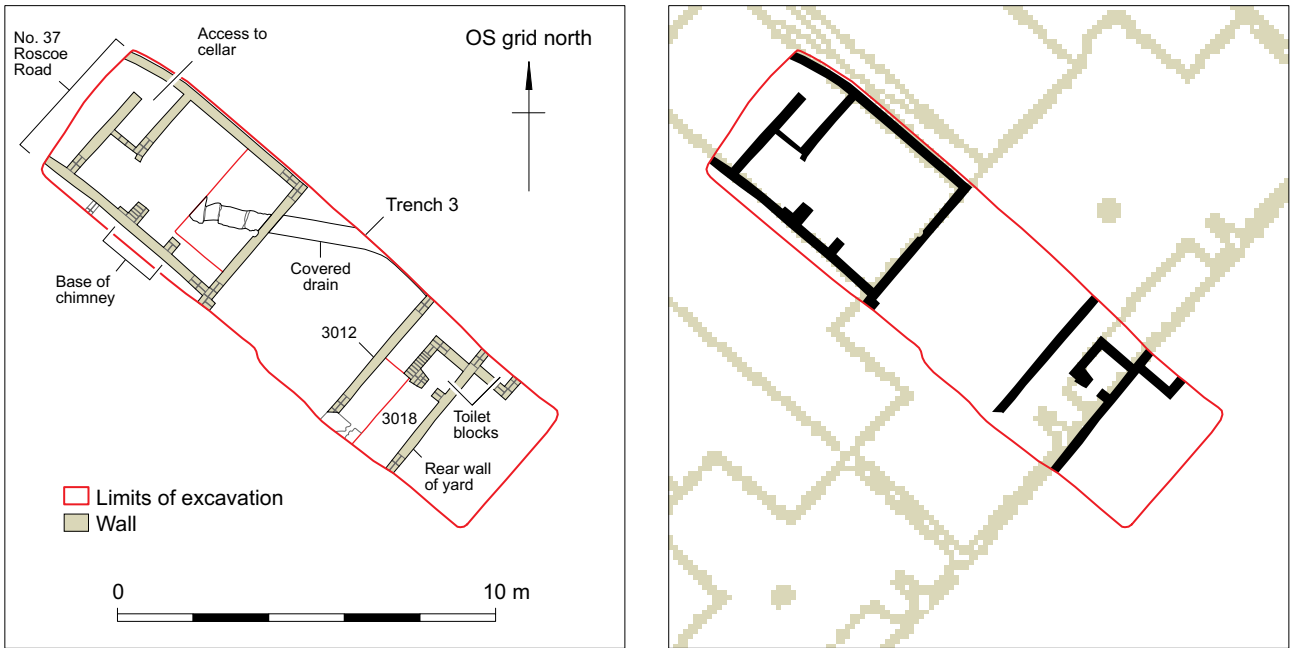 No. 37
Roscoe
Road
Access to
cellar
OS grid north
Trench 3
Covered
drain
Base of
chimney
3012
3018
Toilet
blocks
Rear wall
of yard
Limits of excavation
Wall
0
10 m